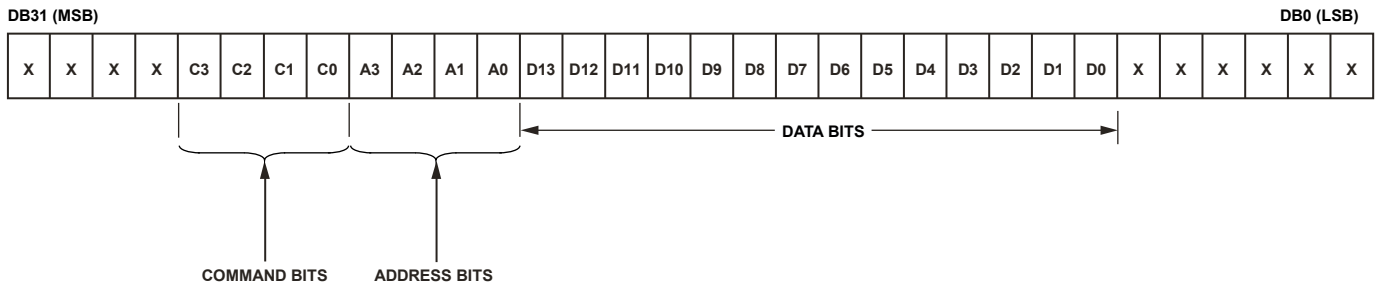 DB31 (MSB) DB0 (LSB)
X X X X C3 C2 C1 C0 A3 A2 A1 A0 D13 D12 D11 D10 D9 D8 D7 D6 D5 D4 D3 D2 D1 D0 X X X X X X
DATA BITS
COMMAND BITS ADDRESS BITS